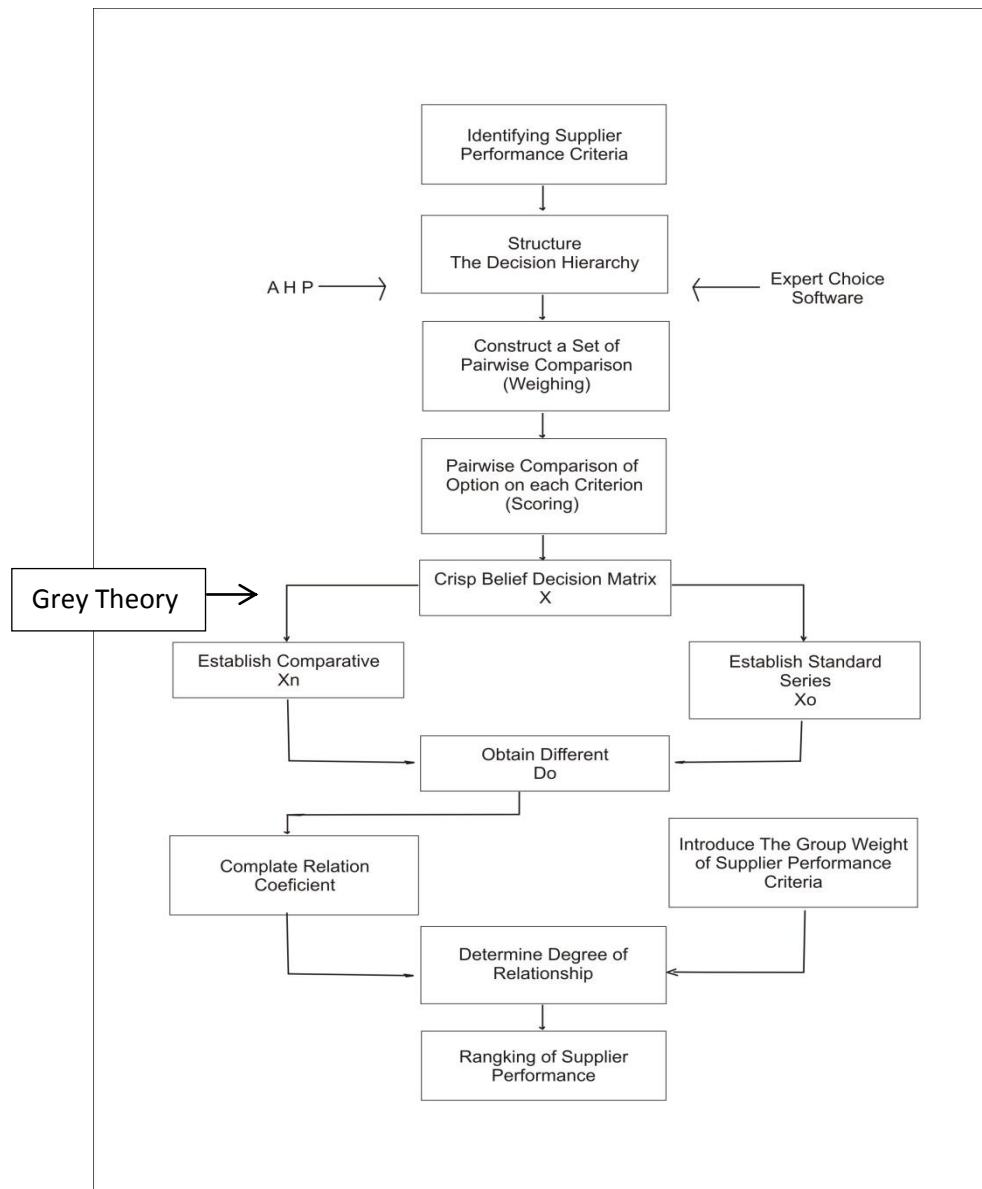 Identifying Supplier
Performance Criteria
Structure
The Decision Hierarchy
A H P
Expert Choice
Software
Construct a Set of
Pairwise Comparison
(Weighing)
Pairwise Comparison of
Option on each Criterion
(Scoring)
Crisp Belief Decision Matrix
X
Grey Theory
Establish Comparative
Xn
Establish Standard
Series
Xo
Obtain Different
Do
Complate Relation
Coeficient
Introduce The Group Weight
of Supplier Performance
Criteria
Determine Degree of
Relationship
Rangking of Supplier
Performance